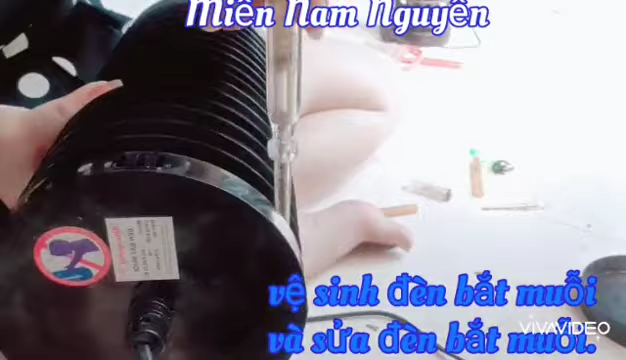 Miền Nam Nguyễn
vệ sinh đèn bắt muỗi
và sửa đèn bắt muỗi.
VIVAVIDEO